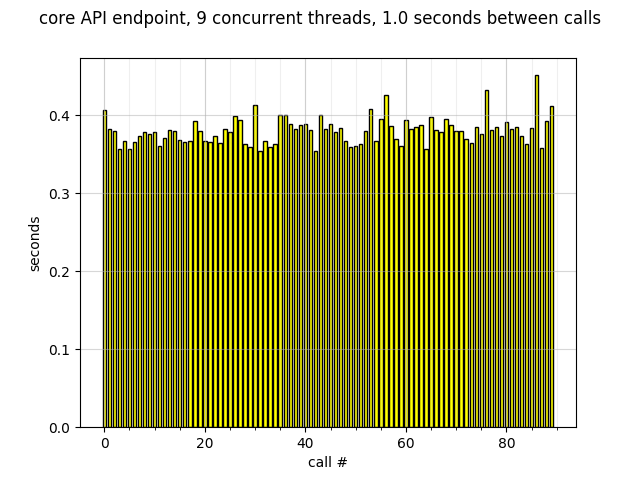 core API endpoint, 9 concurrent threads, 1.0 seconds between calls
0.4
0.3
0.2
0.1
0.0
seconds
0 20 40 60 80
call #